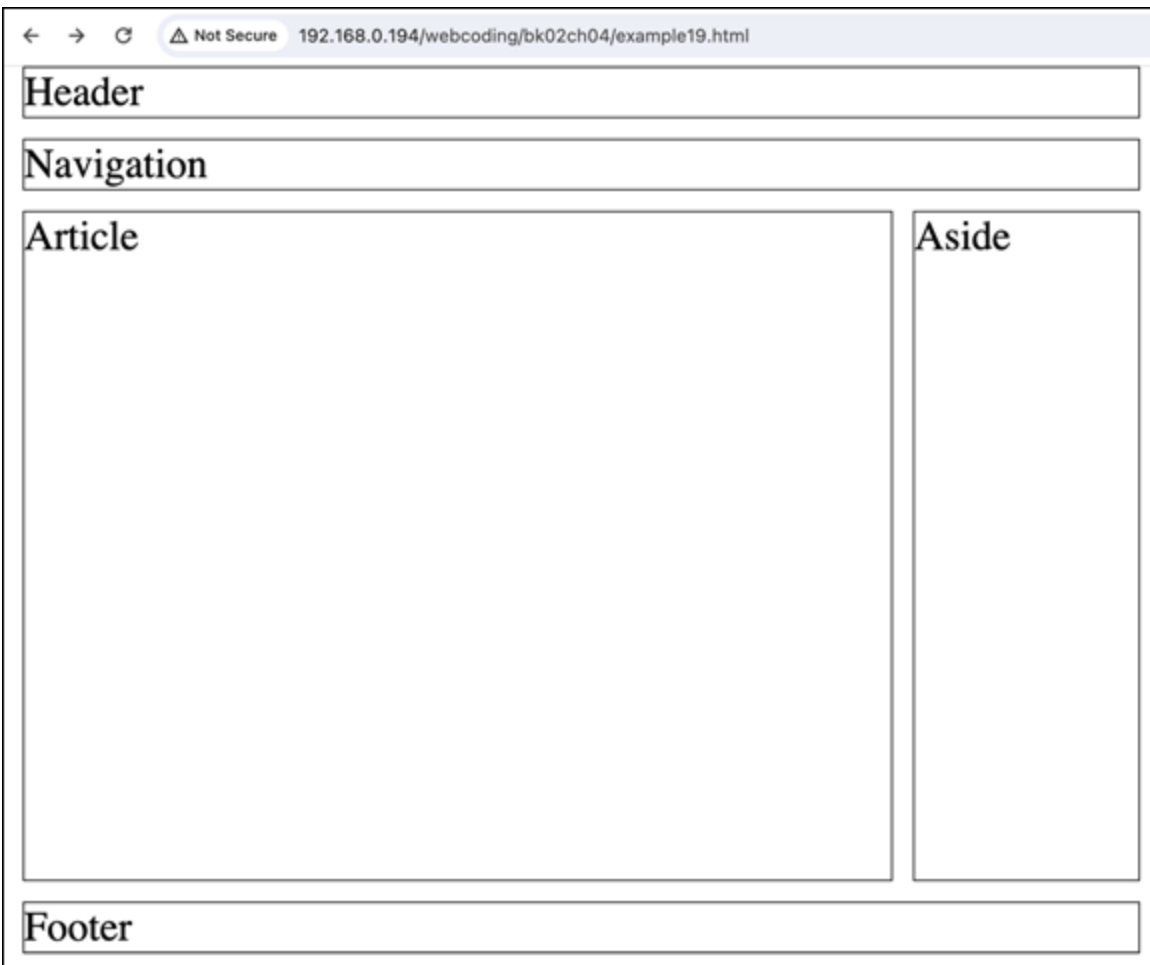 Not Secure 192.168.0.194/webcoding/bk02ch04/example19.html
Header
Navigation
Article Aside
Footer